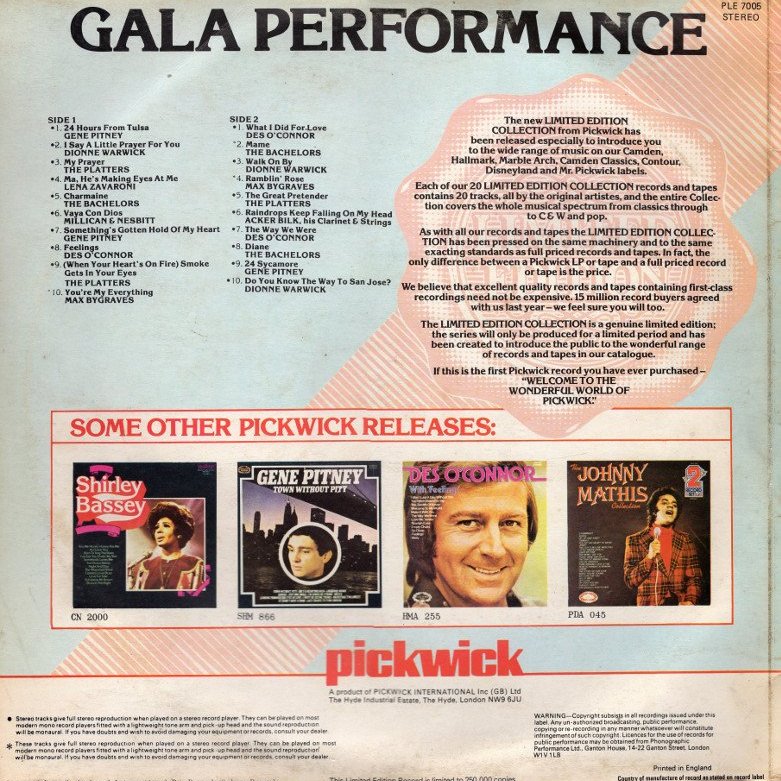 GALA PERFORMANCE
PLE 7005
STEREO
SIDE 1
•1. 24 Hours From Tulsa
GENE PITNEY
•2. I Say A Little Prayer For You
DIONNE WARWICK
•3. My Prayer
THE PLATTERS
•4. Ma, He's Making Eyes At Me
LENA ZAVARONI
•5. Charmaine
THE BACHELORS
•6. Vaya Con Dios
MILLICAN & NESBITT
•7. Something's Gotten Hold Of My Heart
GENE PITNEY
•8. Feelings
DES O'CONNOR
•9. (When Your Heart's On Fire) Smoke
Gets In Your Eyes
THE PLATTERS
*10. You're My Everything
MAX BYGRAVES
SIDE 2
•1. What I Did For Love
DES O'CONNOR
*2. Mame
THE BACHELORS
•3. Walk On By
DIONNE WARWICK
•4. Ramblin' Rose
MAX BYGRAVES
•5. The Great Pretender
THE PLATTERS
•6. Raindrops Keep Falling On My Head
ACKER BILK, his Clarinet & Strings
•7. The Way We Were
DES O'CONNOR
•8. Diane
THE BACHELORS
•9. 24 Sycamore
GENE PITNEY
•10. Do You Know The Way To San Jose?
DIONNE WARWICK
The new LIMITED EDITION
COLLECTION from Pickwick has
been released especially to introduce you
to the wide range of music on our Camden,
Hallmark, Marble Arch, Camden Classics, Contour,
Disneyland and Mr. Pickwick labels.
Each of our 20 LIMITED EDITION COLLECTION records and tapes
contains 20 tracks, all by the original artistes, and the entire Collec-
tion covers the whole musical spectrum from classics through
to C & W and pop.
As with all our records and tapes the LIMITED EDITION COLLEC-
TION has been pressed on the same machinery and to the same
exacting standards as full priced records and tapes. In fact, the
only difference between a Pickwick LP or tape and a full priced record
or tape is the price.
We believe that excellent quality records and tapes containing first-class
recordings need not be expensive. 15 million record buyers agreed
with us last year—we feel sure you will too.
The LIMITED EDITION COLLECTION is a genuine limited edition;
the series will only be produced for a limited period and has
been created to introduce the public to the wonderful range
of records and tapes in our catalogue.
If this is the first Pickwick record you have ever purchased—
"WELCOME TO THE
WONDERFUL WORLD OF
PICKWICK."
SOME OTHER PICKWICK RELEASES:
Shirley
Bassey
GENE PITNEY
TOWN WITHOUT PITY
DES O'CONNOR
With Feeling
The
JOHNNY
MATHIS
Collection
2
CN 2000
SHM 866
HMA 255
PDA 045
pickwick
A product of PICKWICK INTERNATIONAL Inc (GB) Ltd
The Hyde Industrial Estate, The Hyde, London NW9 6JU
• Stereo tracks give full stereo reproduction when played on a stereo record player. They can be played on most
modern mono record players fitted with a lightweight tone arm and pick-up head and the sound reproduction
will be monaural. If you have doubts and wish to avoid damaging your equipment or records, consult your dealer.
* These tracks give full stereo reproduction when played on a stereo record player. They can be played on most
modern mono record players fitted with a lightweight tone arm and pick-up head and the sound reproduction
will be monaural. If you have doubts and wish to avoid damaging your equipment or records, consult your dealer.
WARNING—Copyright subsists in all recordings issued under this
label. Any un-authorized broadcasting, public performance,
copying or re-recording in any manner whatsoever will constitute
infringement of such copyright. Licences for the use of records for
public performance may be obtained from Phonographic
Performance Ltd., Ganton House, 14-22 Ganton Street, London
W1V 1LB
Printed in England
Country of manufacture of record as stated on record label
This Limited Edition Record is limited to 250,000 copies